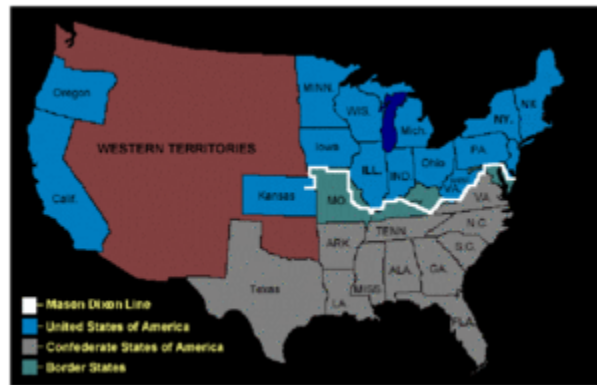 MINN.
Oregon
WIS.
Mich.
NY.
WESTERN TERRITORIES
Iowa
PA.
Ohio
ILL.
IND
Calif.
Kansas
MO
VA.
VA.
N.C.
TENN.
ARK.
S.C.
Texas
MISS
ALA.
GA.
LA.
FLA.
Mason Dixon Line
United States of America
Confederate States of America
Border States